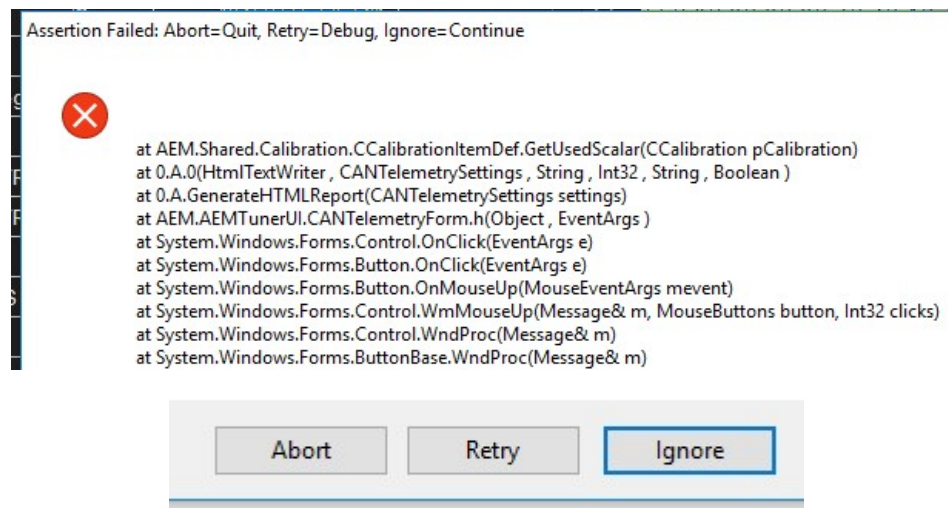 Assertion Failed: Abort=Quit, Retry=Debug, Ignore=Continue
at AEM.Shared.Calibration.CCalibrationItemDef.GetUsedScalar(CCalibration pCalibration)
at 0.A.0(HtmlTextWriter , CANTelemetrySettings , String , Int32 , String , Boolean )
at 0.A.GenerateHTMLReport(CANTelemetrySettings settings)
at AEM.AEMTunerUI.CANTelemetryForm.h(Object , EventArgs )
at System.Windows.Forms.Control.OnClick(EventArgs e)
at System.Windows.Forms.Button.OnClick(EventArgs e)
at System.Windows.Forms.Button.OnMouseUp(MouseEventArgs mevent)
at System.Windows.Forms.Control.WmMouseUp(Message& m, MouseButtons button, Int32 clicks)
at System.Windows.Forms.Control.WndProc(Message& m)
at System.Windows.Forms.ButtonBase.WndProc(Message& m)
Abort Retry Ignore